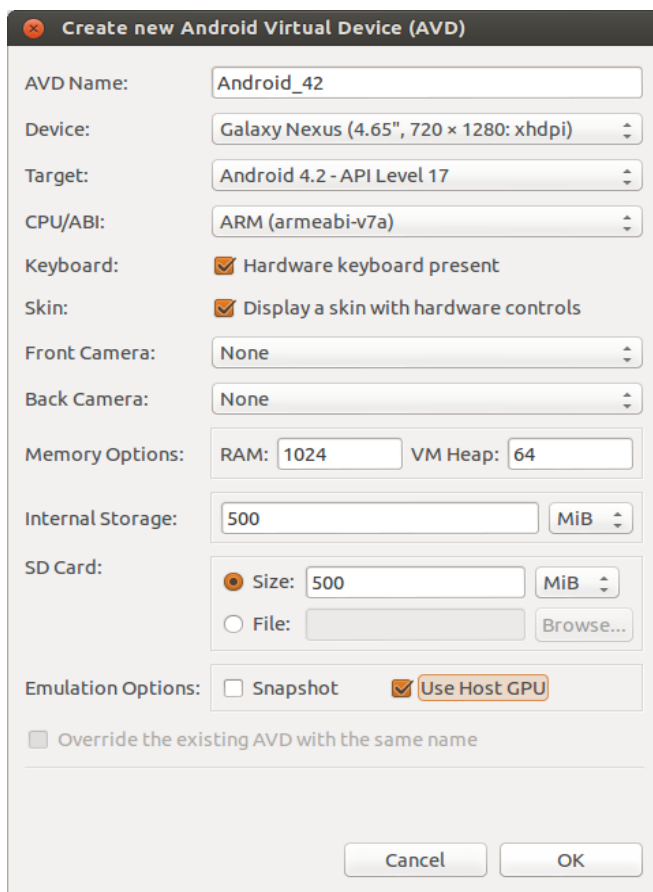 Create new Android Virtual Device (AVD)
AVD Name: Android_42
Device: Galaxy Nexus (4.65", 720 × 1280: xhdpi)
Target: Android 4.2 - API Level 17
CPU/ABI: ARM (armeabi-v7a)
Keyboard: Hardware keyboard present
Skin: Display a skin with hardware controls
Front Camera: None
Back Camera: None
Memory Options: RAM: 1024 VM Heap: 64
Internal Storage: 500 MiB
SD Card:
Size: 500 MiB
File: Browse...
Emulation Options: Snapshot Use Host GPU
Override the existing AVD with the same name
Cancel OK